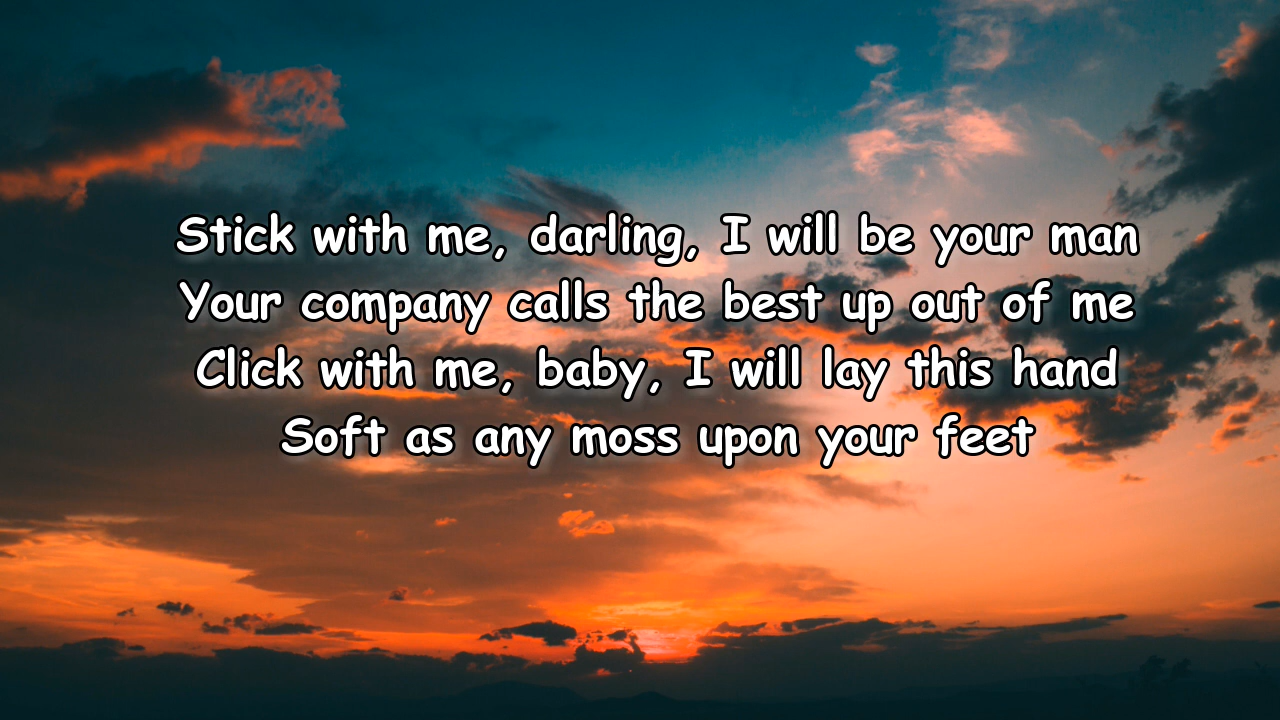 Stick with me, darling, I will be your man
Your company calls the best up out of me
Click with me, baby, I will lay this hand
Soft as any moss upon your feet